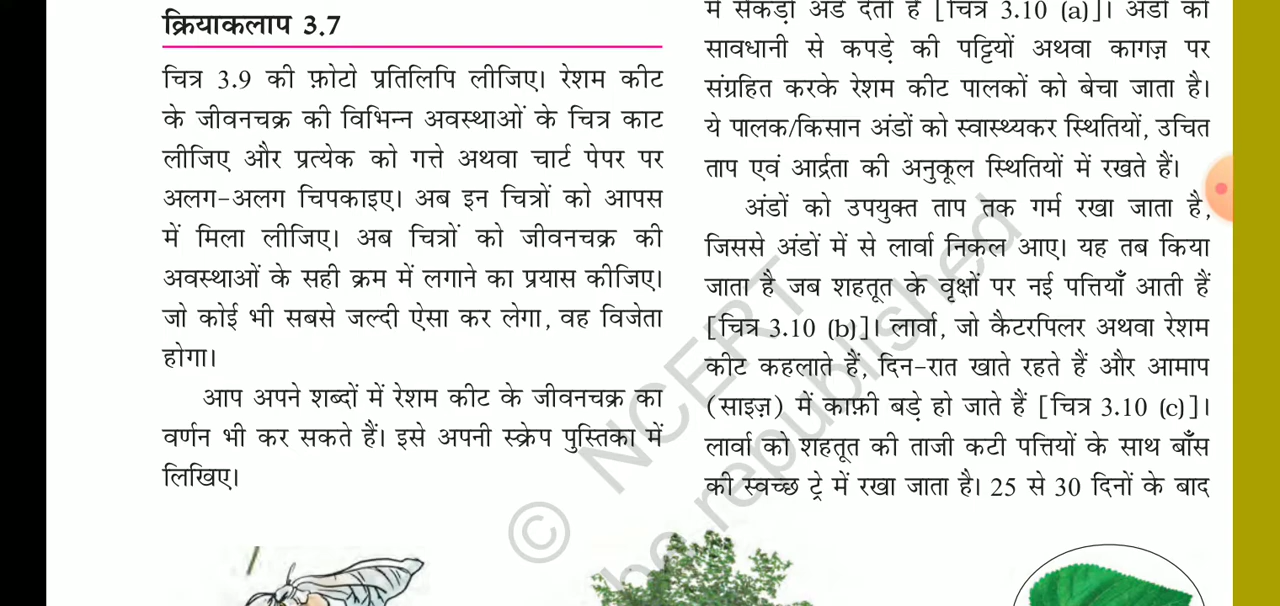 क्रियाकलाप 3.7
चित्र 3.9 की फ़ोटो प्रतिलिपि लीजिए। रेशम कीट
के जीवनचक्र की विभिन्न अवस्थाओं के चित्र काट
लीजिए और प्रत्येक को गत्ते अथवा चार्ट पेपर पर
अलग-अलग चिपकाइए। अब इन चित्रों को आपस
में मिला लीजिए। अब चित्रों को जीवनचक्र की
अवस्थाओं के सही क्रम में लगाने का प्रयास कीजिए।
जो कोई भी सबसे जल्दी ऐसा कर लेगा, वह विजेता
होगा।
आप अपने शब्दों में रेशम कीट के जीवनचक्र का
वर्णन भी कर सकते हैं। इसे अपनी स्क्रेप पुस्तिका में
लिखिए।
में सैकड़ों अंडे देती है [चित्र 3.10 (a)]। अंडों को
सावधानी से कपड़े की पट्टियों अथवा कागज़ पर
संग्रहित करके रेशम कीट पालकों को बेचा जाता है।
ये पालक/किसान अंडों को स्वास्थ्यकर स्थितियों, उचित
ताप एवं आर्द्रता की अनुकूल स्थितियों में रखते हैं।
अंडों को उपयुक्त ताप तक गर्म रखा जाता है,
जिससे अंडों में से लार्वा निकल आए। यह तब किया
जाता है जब शहतूत के वृक्षों पर नई पत्तियाँ आती हैं
[चित्र 3.10 (b)]। लार्वा, जो कैटरपिलर अथवा रेशम
कीट कहलाते हैं, दिन-रात खाते रहते हैं और आमाप
(साइज़) में काफ़ी बड़े हो जाते हैं [चित्र 3.10 (c)]।
लार्वा को शहतूत की ताजी कटी पत्तियों के साथ बाँस
की स्वच्छ ट्रे में रखा जाता है। 25 से 30 दिनों के बाद
© NCERT
be republished